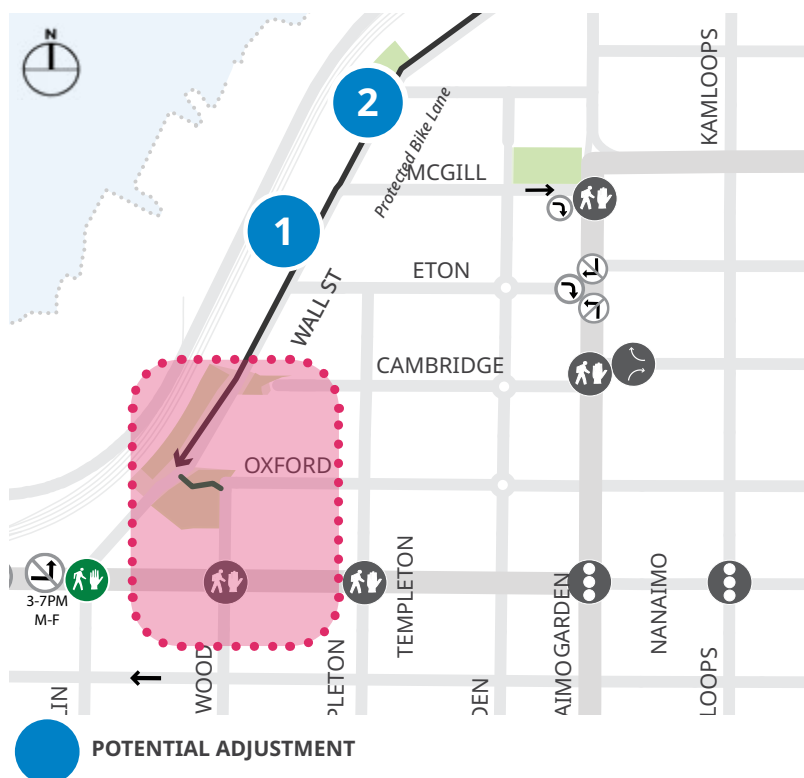 N
KAMLOOPS
2
Protected Bike Lane
MCGILL
1
ETON
WALL ST
CAMBRIDGE
OXFORD
3-7PM
M-F
TEMPLETON
GARDEN
NANAIMO
LIN
WOOD
PLETON
DEN
AIMO
LOOPS
POTENTIAL ADJUSTMENT